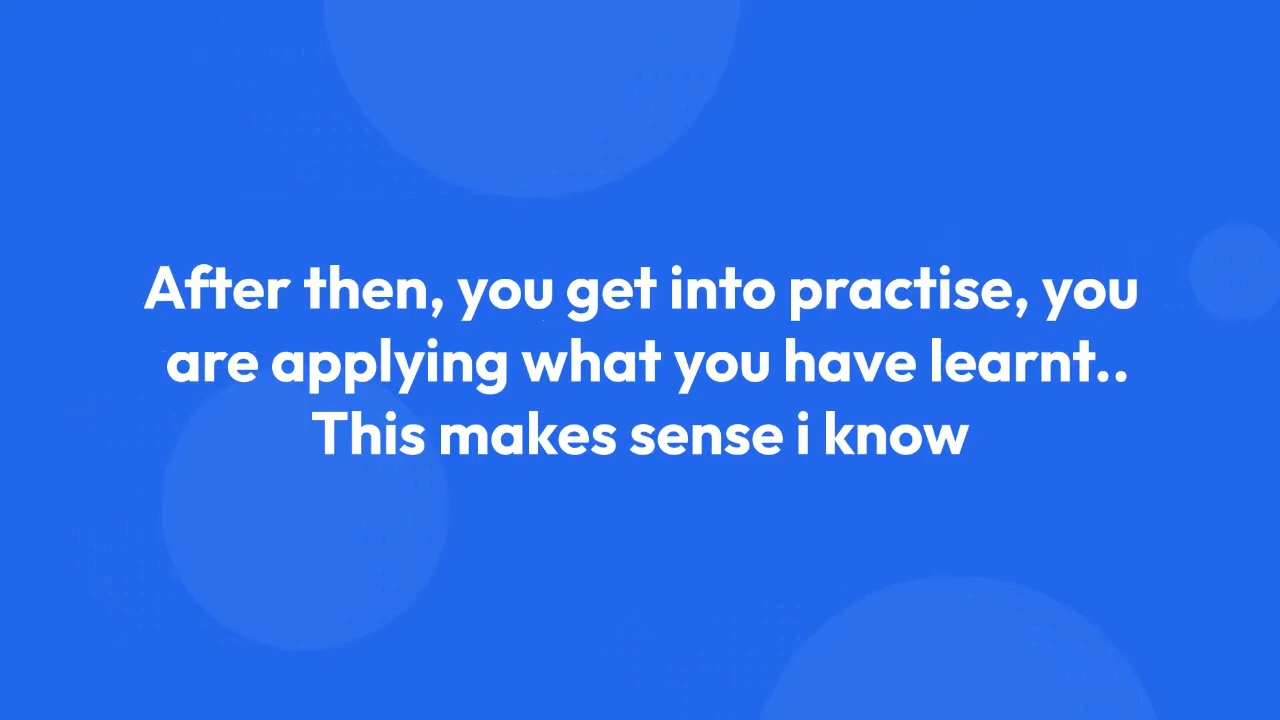 After then, you get into practise, you
are applying what you have learnt..
This makes sense i know